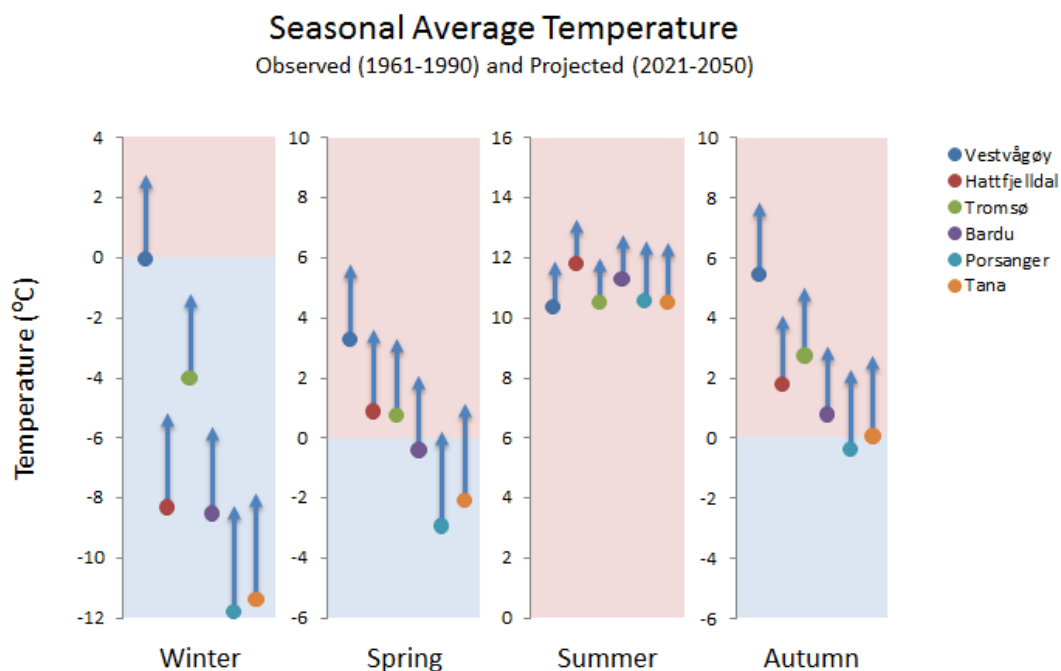 Seasonal Average Temperature
Observed (1961-1990) and Projected (2021-2050)
Temperature (°C)
4
2
0
-2
-4
-6
-8
-10
-12
Winter
10
8
6
4
2
0
-2
-4
-6
Spring
16
14
12
10
8
6
4
2
0
Summer
10
8
6
4
2
0
-2
-4
-6
Autumn
Vestvågøy
Hattfjelldal
Tromsø
Bardu
Porsanger
Tana